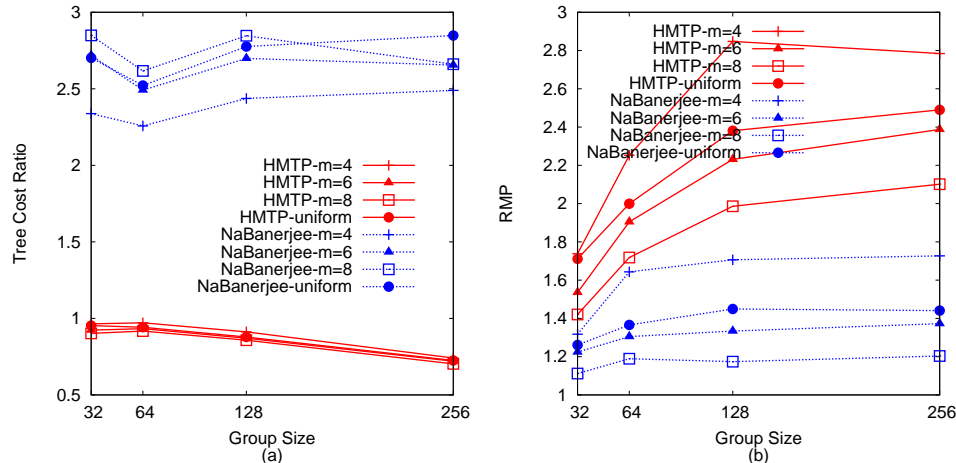 3
2.5
2
1.5
1
0.5
Tree Cost Ratio
32 64 128 256
Group Size
(a)
HMTP-m=4
HMTP-m=6
HMTP-m=8
HMTP-uniform
NaBanerjee-m=4
NaBanerjee-m=6
NaBanerjee-m=8
NaBanerjee-uniform
3
2.8
2.6
2.4
2.2
2
1.8
1.6
1.4
1.2
1
RMP
32 64 128 256
Group Size
(b)
HMTP-m=4
HMTP-m=6
HMTP-m=8
HMTP-uniform
NaBanerjee-m=4
NaBanerjee-m=6
NaBanerjee-m=8
NaBanerjee-uniform